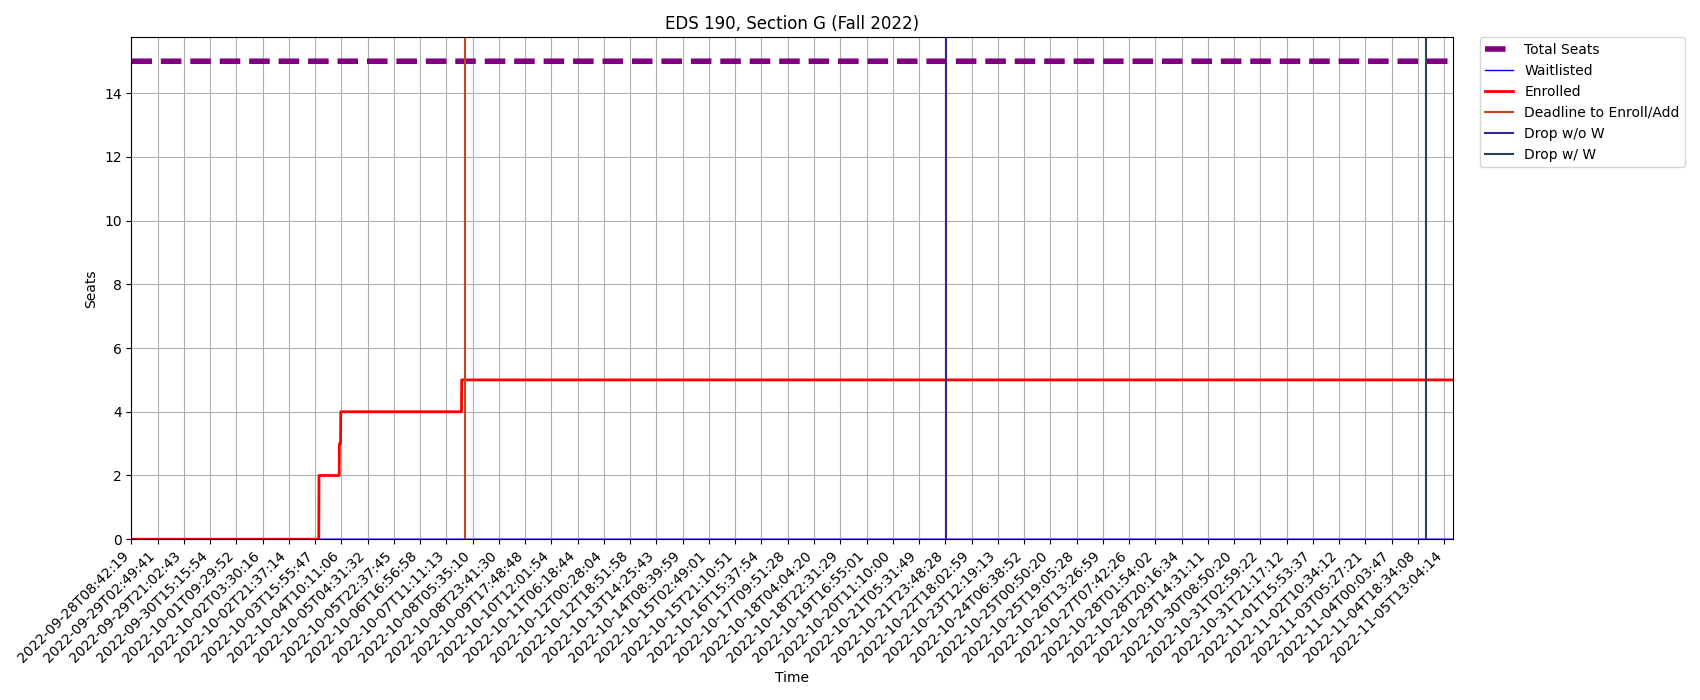 EDS 190, Section G (Fall 2022)
Total Seats
Waitlisted
Enrolled
Deadline to Enroll/Add
Drop w/o W
Drop w/ W
Seats
14
12
10
8
6
4
2
0
2022-09-28T08:42:19
2022-09-29T02:49:41
2022-09-29T21:02:43
2022-09-30T15:15:54
2022-10-01T09:29:52
2022-10-02T03:30:16
2022-10-02T21:37:14
2022-10-03T15:55:47
2022-10-04T10:11:06
2022-10-05T04:31:32
2022-10-05T22:37:45
2022-10-06T16:56:58
2022-10-07T11:11:13
2022-10-08T05:35:10
2022-10-08T23:41:30
2022-10-09T17:48:48
2022-10-10T12:01:54
2022-10-11T06:18:44
2022-10-12T00:28:04
2022-10-12T18:51:58
2022-10-13T14:25:43
2022-10-14T08:39:59
2022-10-15T02:49:01
2022-10-15T21:10:51
2022-10-16T15:37:54
2022-10-17T09:51:28
2022-10-18T04:04:20
2022-10-18T22:31:29
2022-10-19T16:55:01
2022-10-20T11:10:00
2022-10-21T05:31:49
2022-10-21T23:48:28
2022-10-22T18:02:59
2022-10-23T12:19:13
2022-10-24T06:38:52
2022-10-25T00:50:20
2022-10-25T19:05:28
2022-10-26T13:26:59
2022-10-27T07:42:26
2022-10-28T01:54:02
2022-10-28T20:16:34
2022-10-29T14:31:11
2022-10-30T08:50:20
2022-10-31T02:59:22
2022-10-31T21:17:12
2022-11-01T15:53:37
2022-11-02T10:34:12
2022-11-03T05:27:21
2022-11-04T00:03:47
2022-11-04T18:34:08
2022-11-05T13:04:14
Time